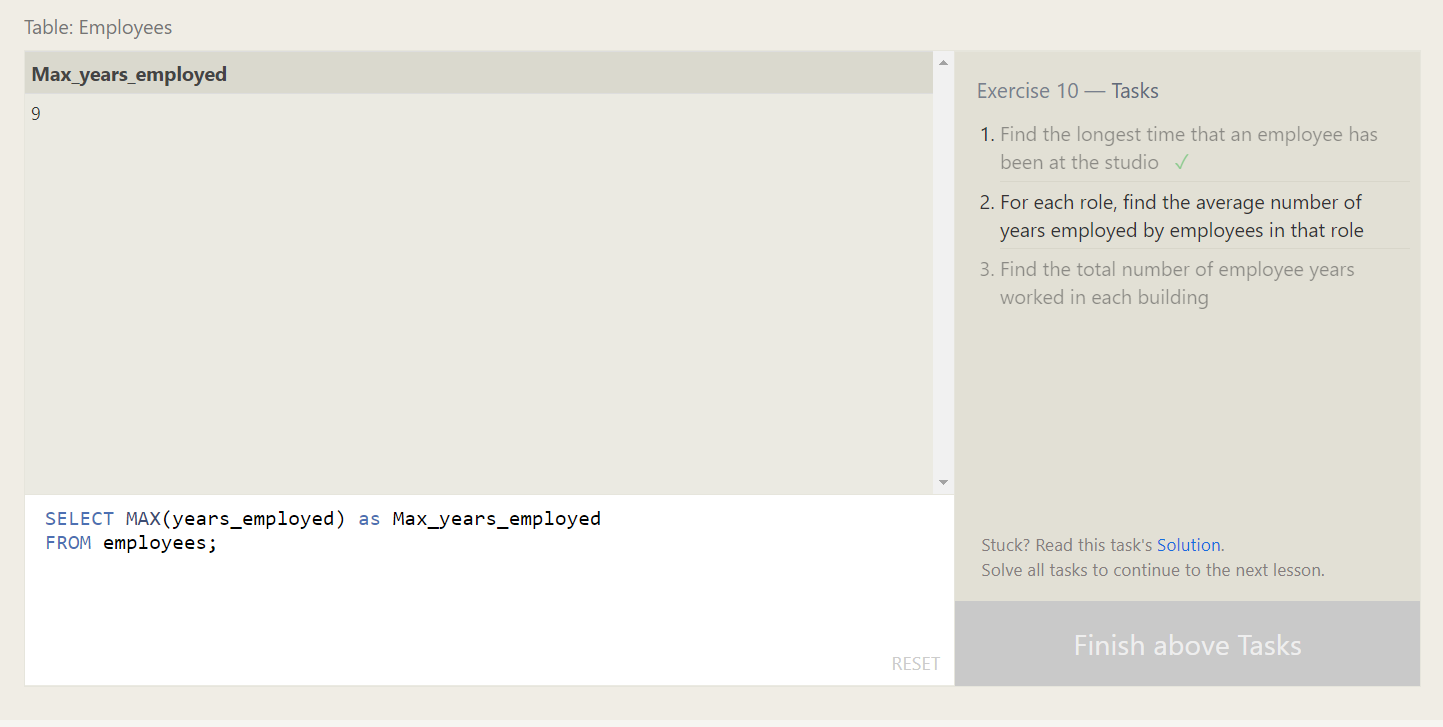 Table: Employees
Max_years_employed
9
SELECT MAX(years_employed) as Max_years_employed
FROM employees;
RESET
Exercise 10 — Tasks
1. Find the longest time that an employee has
been at the studio ✓
2. For each role, find the average number of
years employed by employees in that role
3. Find the total number of employee years
worked in each building
Stuck? Read this task's Solution.
Solve all tasks to continue to the next lesson.
Finish above Tasks